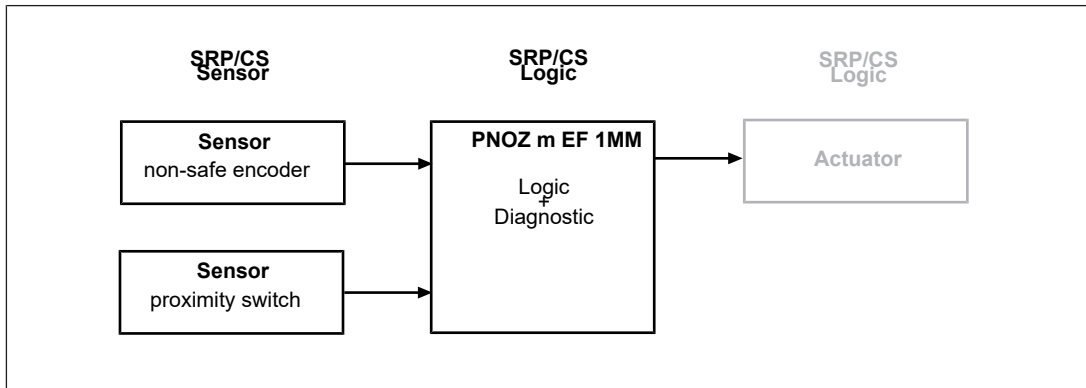 SRP/CS
Sensor
SRP/CS
Logic
SRP/CS
Logic
Sensor
non-safe encoder
PNOZ m EF 1MM
Logic
+
Diagnostic
Actuator
Sensor
proximity switch